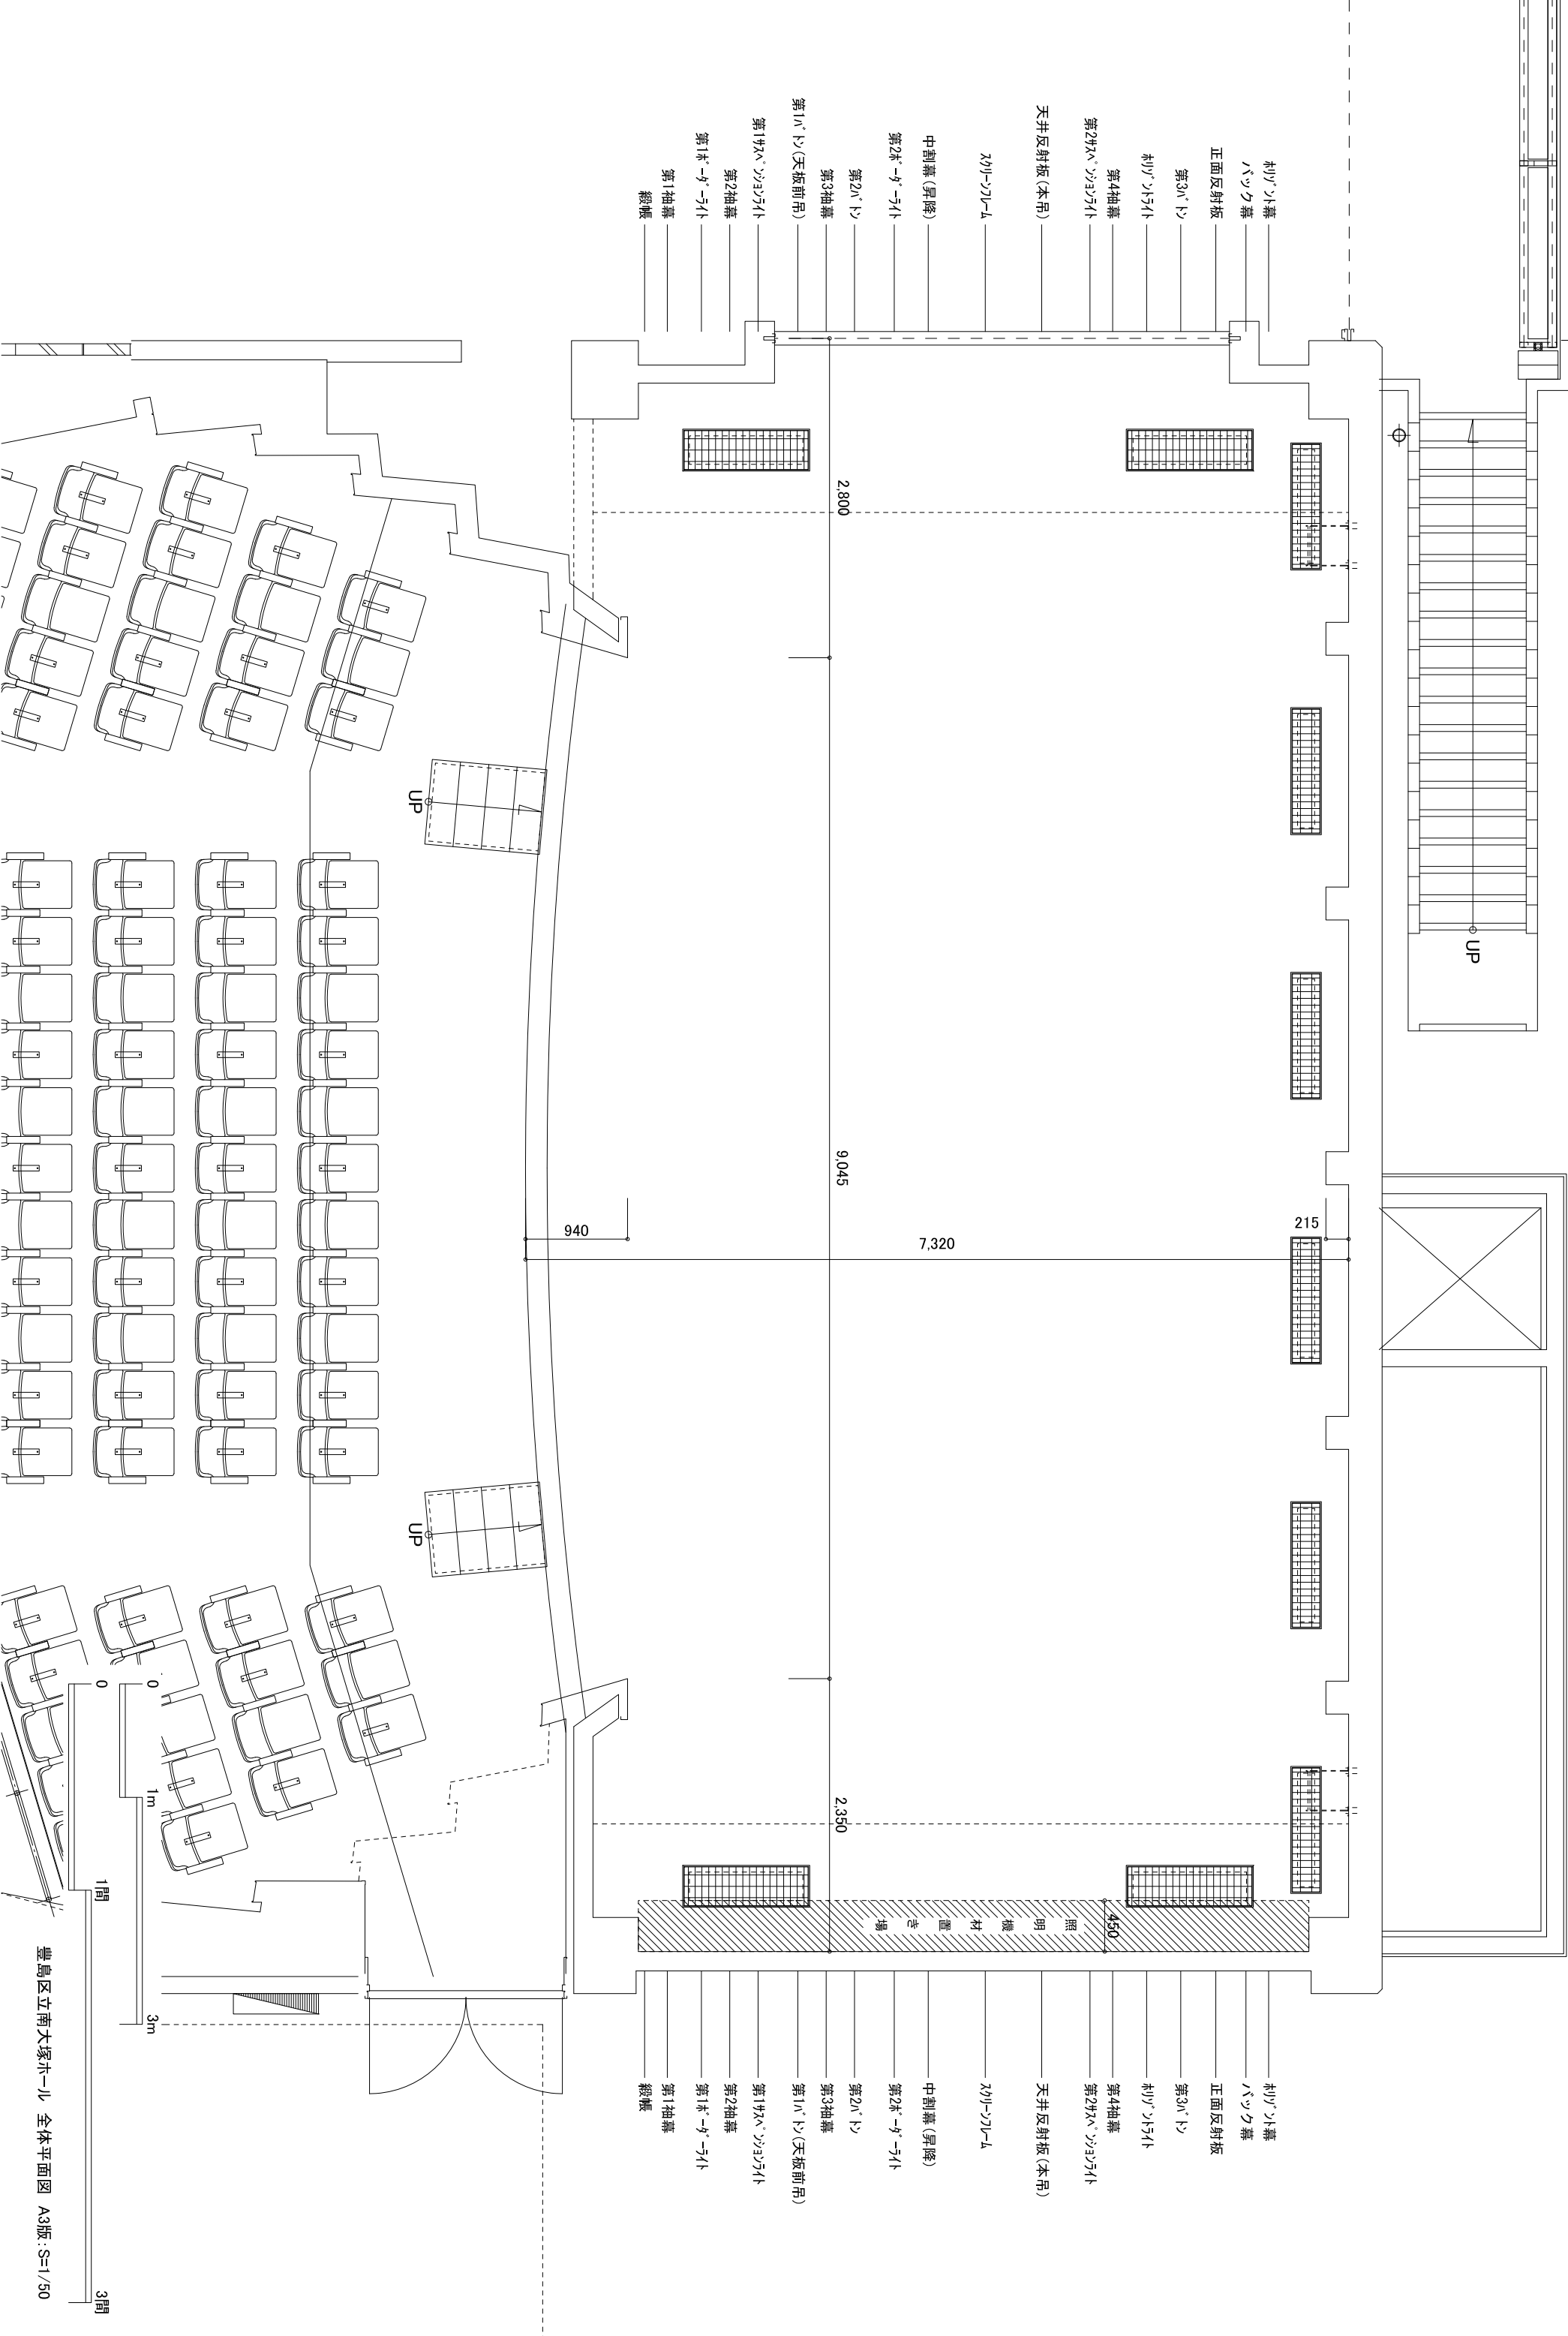 UP
ﾎﾘｿﾞﾝﾄ幕
バック幕
正面反射板
第3ﾊﾞﾄﾝ
ﾎﾘｿﾞﾝﾄﾗｲﾄ
第4袖幕
第2ｻｽﾍﾟﾝｼｮﾝﾗｲﾄ
天井反射板(本吊)
ｽｸﾘｰﾝﾌﾚｰﾑ
中割幕(昇降)
第2ﾎﾞｰﾀﾞｰﾗｲﾄ
第2ﾊﾞﾄﾝ
第3袖幕
第1ﾊﾞﾄﾝ(天板前吊)
第1ｻｽﾍﾟﾝｼｮﾝﾗｲﾄ
第2袖幕
第1ﾎﾞｰﾀﾞｰﾗｲﾄ
第1袖幕
緞帳
215
7,320
940
2,800
9,045
2,350
450
照明機材置き場
ﾎﾘｿﾞﾝﾄ幕
バック幕
正面反射板
第3ﾊﾞﾄﾝ
ﾎﾘｿﾞﾝﾄﾗｲﾄ
第4袖幕
第2ｻｽﾍﾟﾝｼｮﾝﾗｲﾄ
天井反射板(本吊)
ｽｸﾘｰﾝﾌﾚｰﾑ
中割幕(昇降)
第2ﾎﾞｰﾀﾞｰﾗｲﾄ
第2ﾊﾞﾄﾝ
第3袖幕
第1ﾊﾞﾄﾝ(天板前吊)
第1ｻｽﾍﾟﾝｼｮﾝﾗｲﾄ
第2袖幕
第1ﾎﾞｰﾀﾞｰﾗｲﾄ
第1袖幕
緞帳
UP
UP
0 1m 3m
0 1間 3間
豊島区立南大塚ホール 全体平面図 A3版:S=1/50